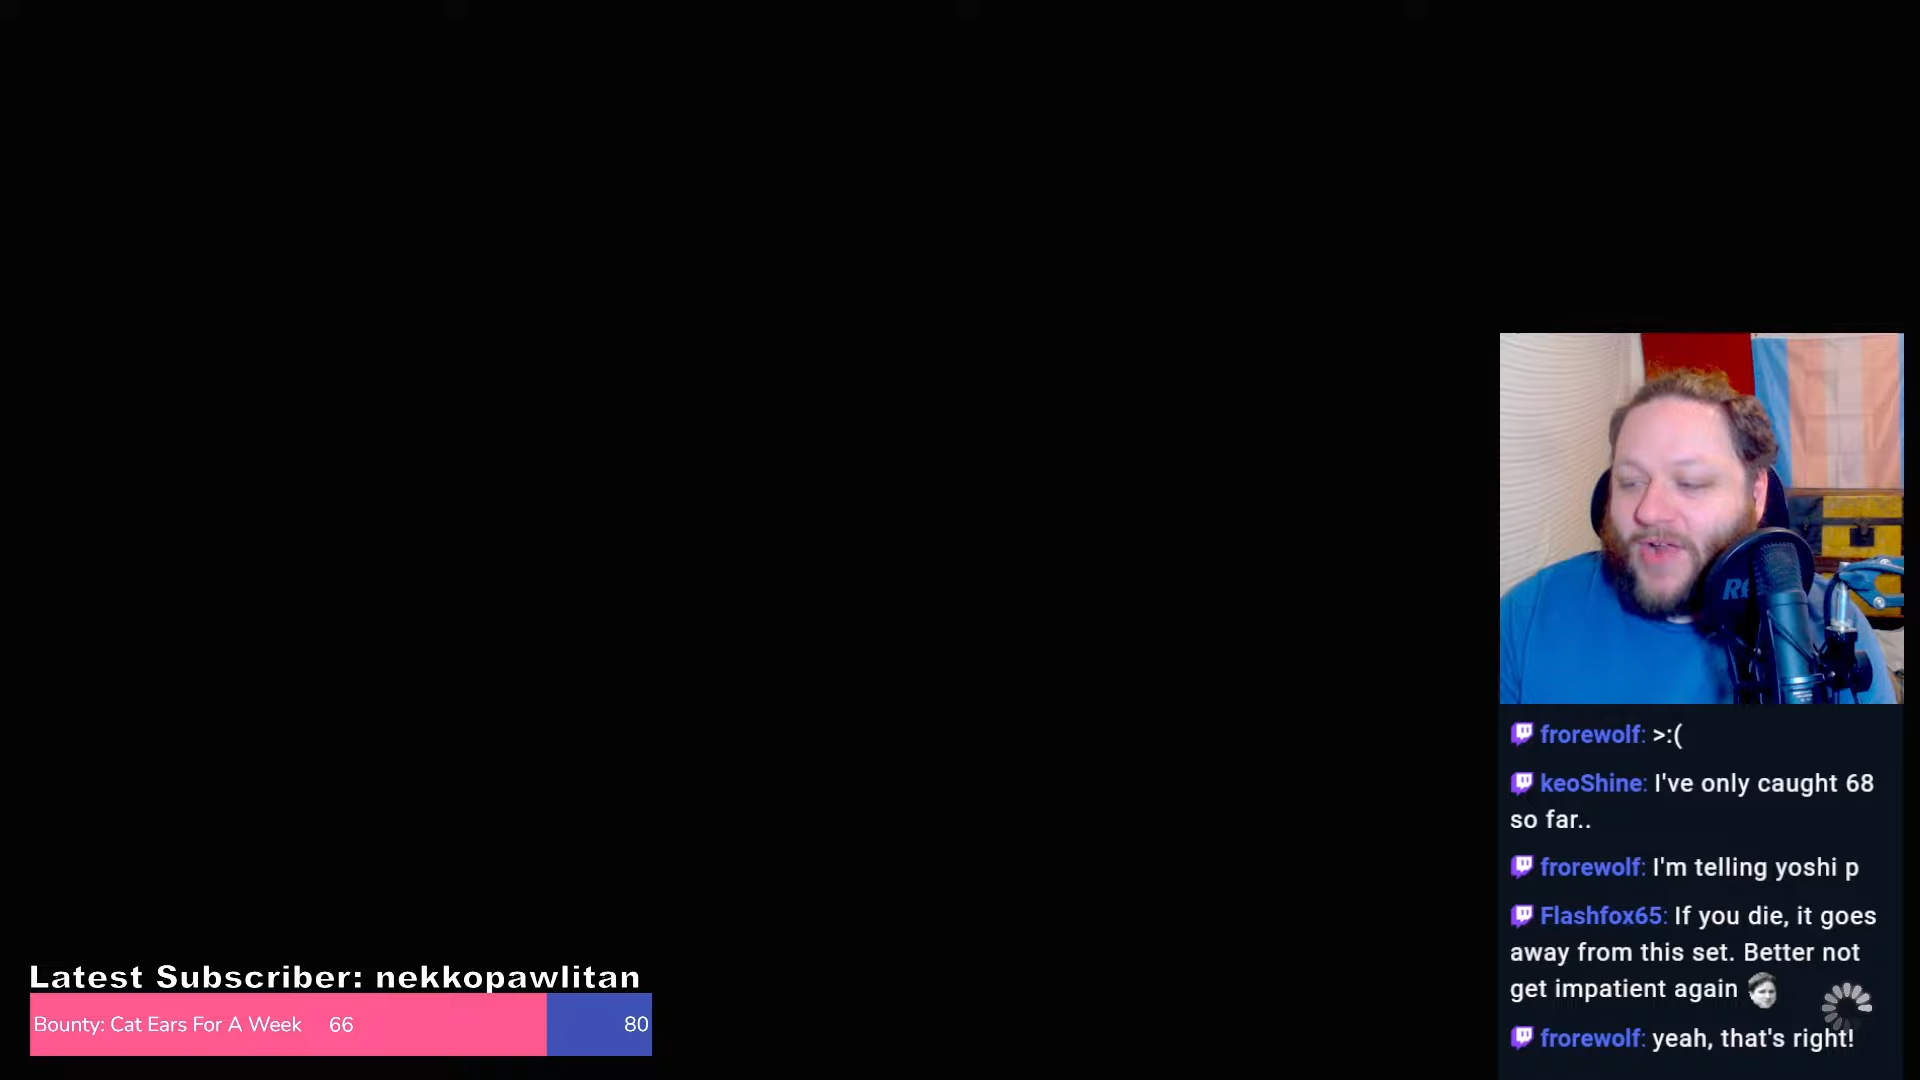 RE
frorewolf: >:(
keoShine: I've only caught 68
so far..
frorewolf: I'm telling yoshi p
Flashfox65: If you die, it goes
away from this set. Better not
get impatient again
frorewolf: yeah, that's right!
Latest Subscriber: nekkopawlitan
Bounty: Cat Ears For A Week 66 80